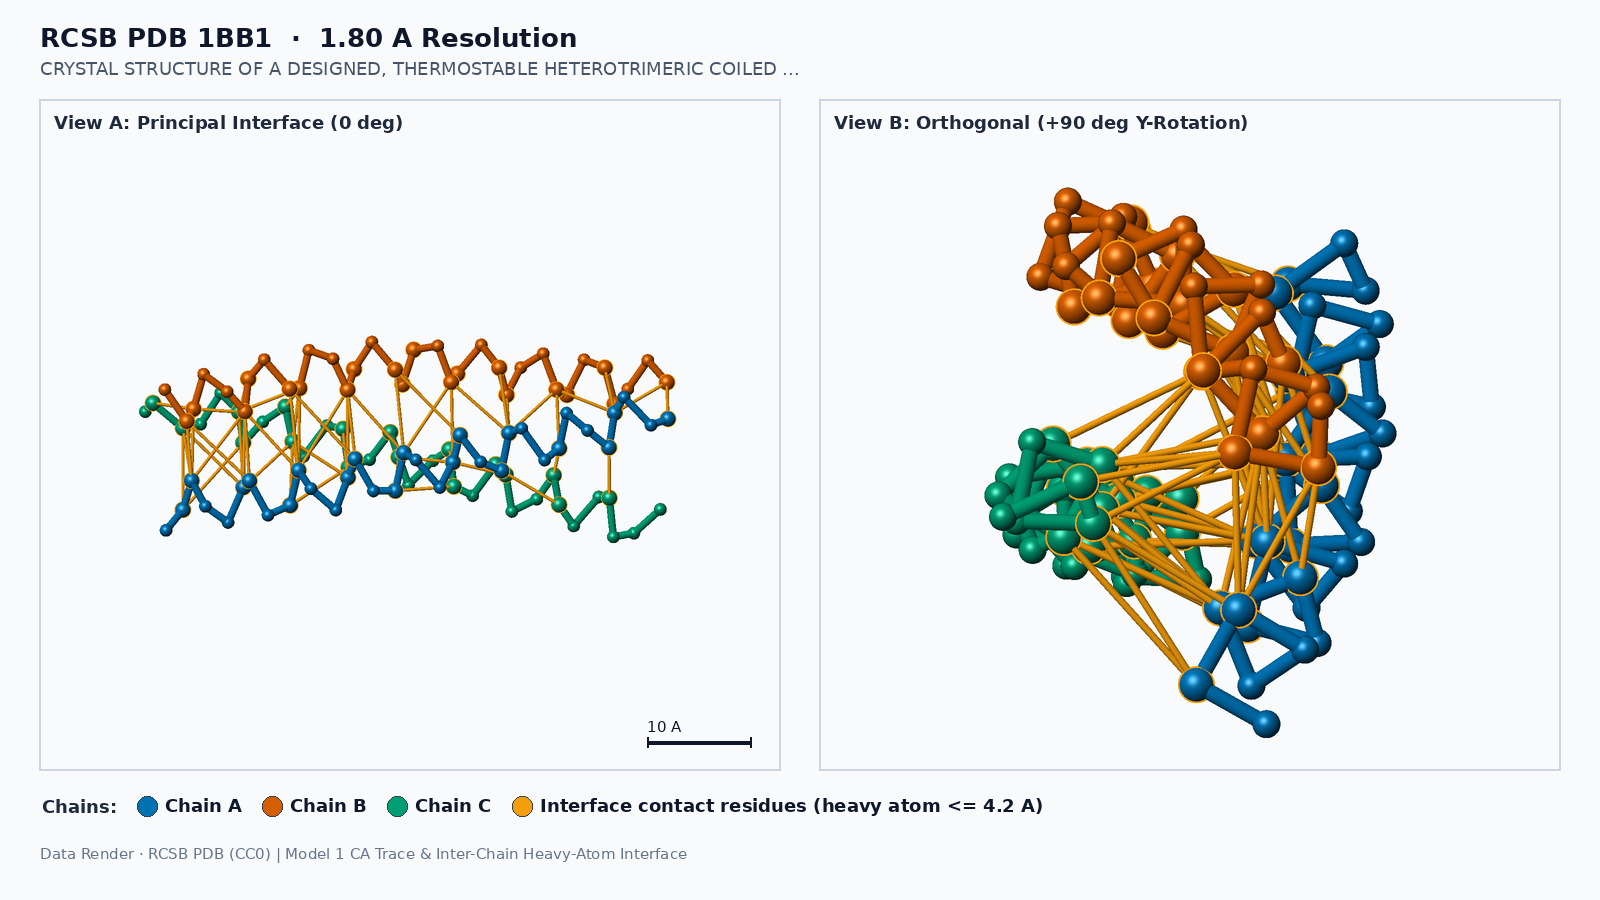 RCSB PDB 1BB1 · 1.80 A Resolution
CRYSTAL STRUCTURE OF A DESIGNED, THERMOSTABLE HETEROTRIMERIC COILED ...
View A: Principal Interface (0 deg)
View B: Orthogonal (+90 deg Y-Rotation)
10 A
Chains: Chain A Chain B Chain C Interface contact residues (heavy atom <= 4.2 A)
Data Render · RCSB PDB (CC0) | Model 1 CA Trace & Inter-Chain Heavy-Atom Interface